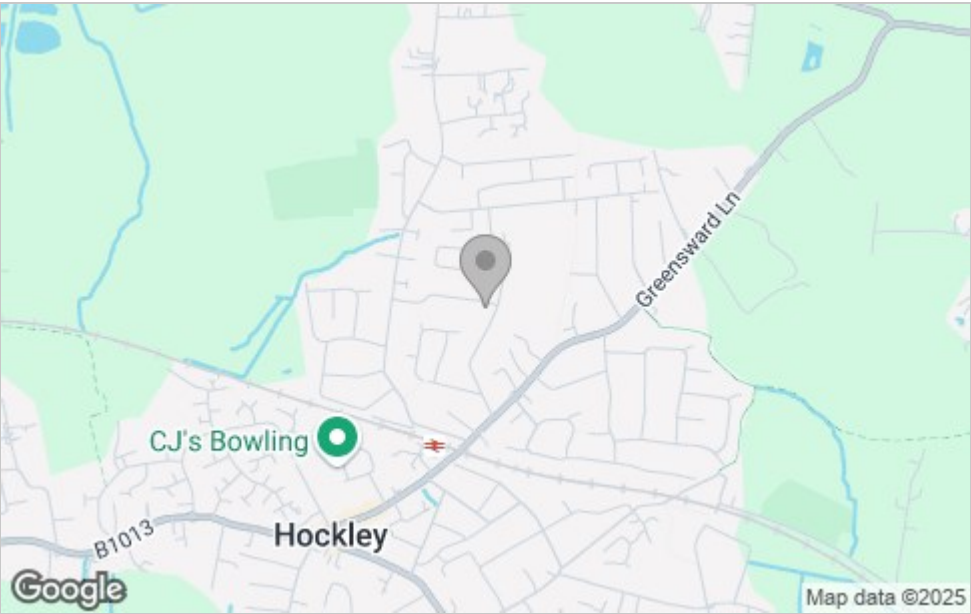 Greensward Ln
CJ's Bowling
Hockley
B1013
Google
Map data ©2025